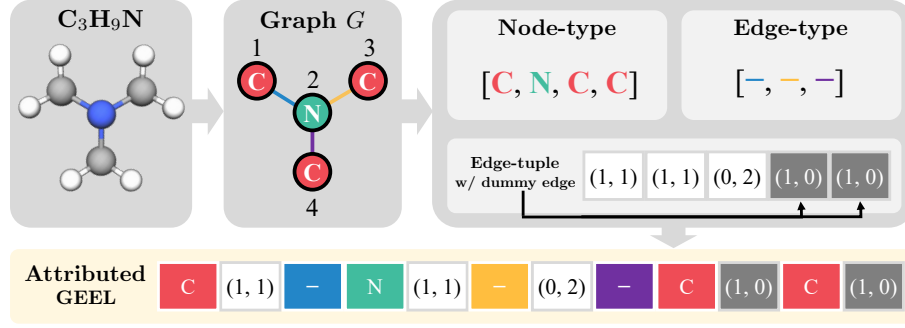 C₃H₉N
Graph G
1
3
C
C
2
N
C
4
Node-type
[C, N, C, C]
Edge-type
[–, –, –]
Edge-tuple
w/ dummy edge
(1, 1) (1, 1) (0, 2) (1, 0) (1, 0)
Attributed
GEEL
C (1, 1) – N (1, 1) – (0, 2) – C (1, 0) C (1, 0)